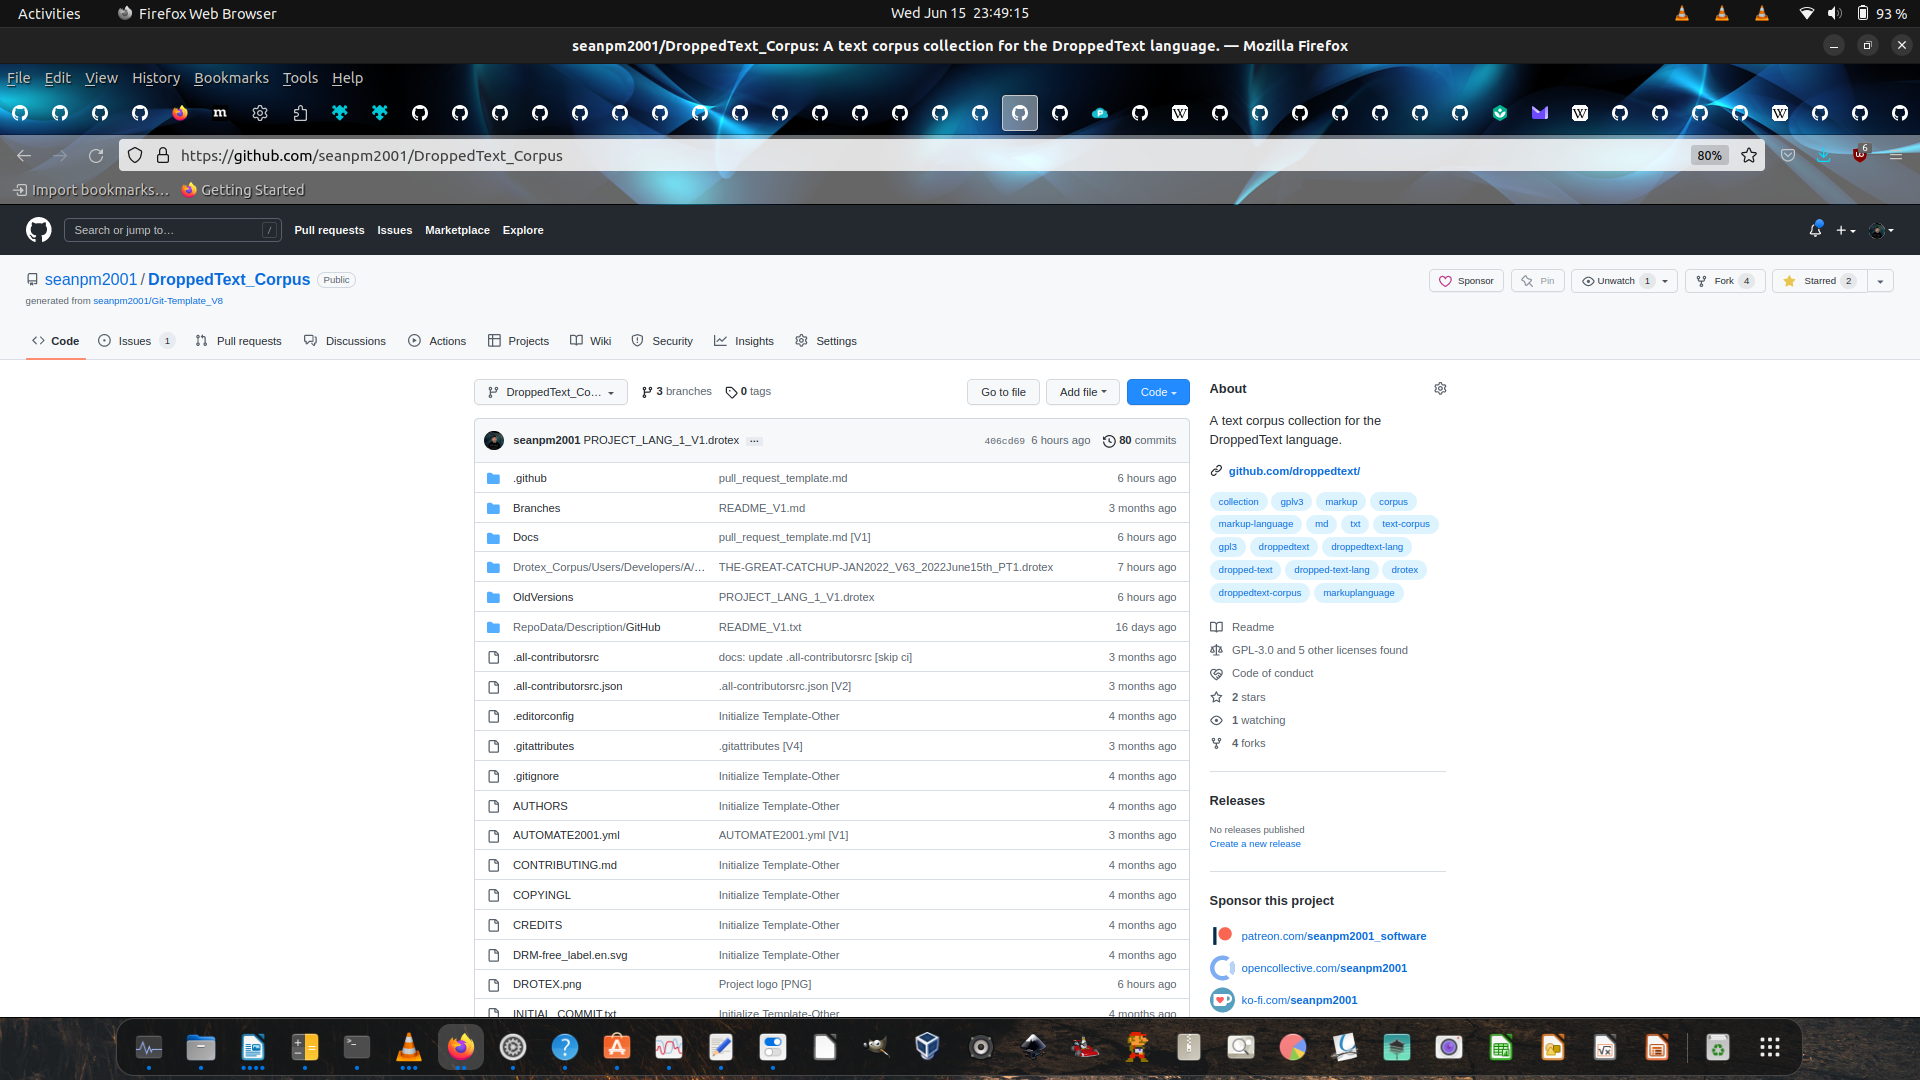 Activities Firefox Web Browser Wed Jun 15 23:49:15 93 %
seanpm2001/DroppedText_Corpus: A text corpus collection for the DroppedText language. — Mozilla Firefox
File Edit View History Bookmarks Tools Help
https://github.com/seanpm2001/DroppedText_Corpus 80% 6
Import bookmarks… Getting Started
Search or jump to… / Pull requests Issues Marketplace Explore
seanpm2001 / DroppedText_Corpus Public Sponsor Pin Unwatch 1 Fork 4 Starred 2
generated from seanpm2001/Git-Template_V8
Code Issues 1 Pull requests Discussions Actions Projects Wiki Security Insights Settings
DroppedText_Co… 3 branches 0 tags Go to file Add file Code
seanpm2001 PROJECT_LANG_1_V1.drotex … 406cd69 6 hours ago 80 commits
.github pull_request_template.md 6 hours ago
Branches README_V1.md 3 months ago
Docs pull_request_template.md [V1] 6 hours ago
Drotex_Corpus/Users/Developers/A/… THE-GREAT-CATCHUP-JAN2022_V63_2022June15th_PT1.drotex 7 hours ago
OldVersions PROJECT_LANG_1_V1.drotex 6 hours ago
RepoData/Description/GitHub README_V1.txt 16 days ago
.all-contributorsrc docs: update .all-contributorsrc [skip ci] 3 months ago
.all-contributorsrc.json .all-contributorsrc.json [V2] 3 months ago
.editorconfig Initialize Template-Other 4 months ago
.gitattributes .gitattributes [V4] 3 months ago
.gitignore Initialize Template-Other 4 months ago
AUTHORS Initialize Template-Other 4 months ago
AUTOMATE2001.yml AUTOMATE2001.yml [V1] 3 months ago
CONTRIBUTING.md Initialize Template-Other 4 months ago
COPYINGL Initialize Template-Other 4 months ago
CREDITS Initialize Template-Other 4 months ago
DRM-free_label.en.svg Initialize Template-Other 4 months ago
DROTEX.png Project logo [PNG] 6 hours ago
INITIAL_COMMIT.txt Initialize Template-Other 4 months ago
About
A text corpus collection for the
DroppedText language.
github.com/droppedtext/
collection gplv3 markup corpus
markup-language md txt text-corpus
gpl3 droppedtext droppedtext-lang
dropped-text dropped-text-lang drotex
droppedtext-corpus markuplanguage
Readme
GPL-3.0 and 5 other licenses found
Code of conduct
2 stars
1 watching
4 forks
Releases
No releases published
Create a new release
Sponsor this project
patreon.com/seanpm2001_software
opencollective.com/seanpm2001
ko-fi.com/seanpm2001